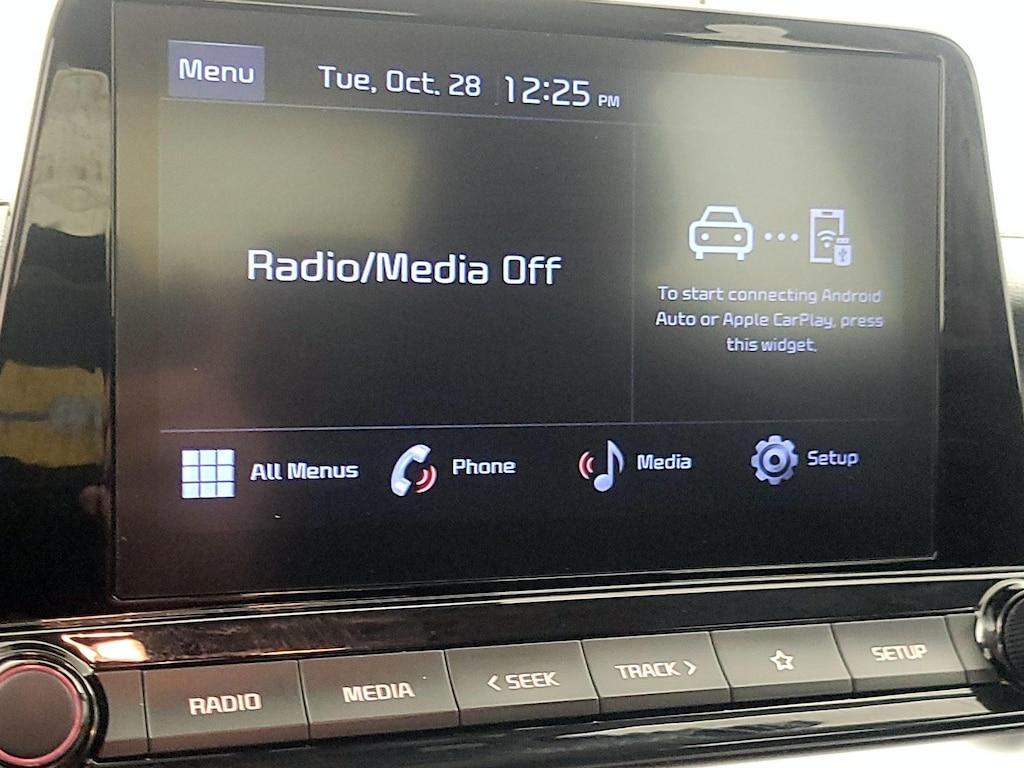 Menu
Tue, Oct. 28 12:25 PM
Radio/Media Off
To start connecting Android
Auto or Apple CarPlay, press
this widget.
All Menus
Phone
Media
Setup
RADIO
MEDIA
< SEEK
TRACK >
SETUP